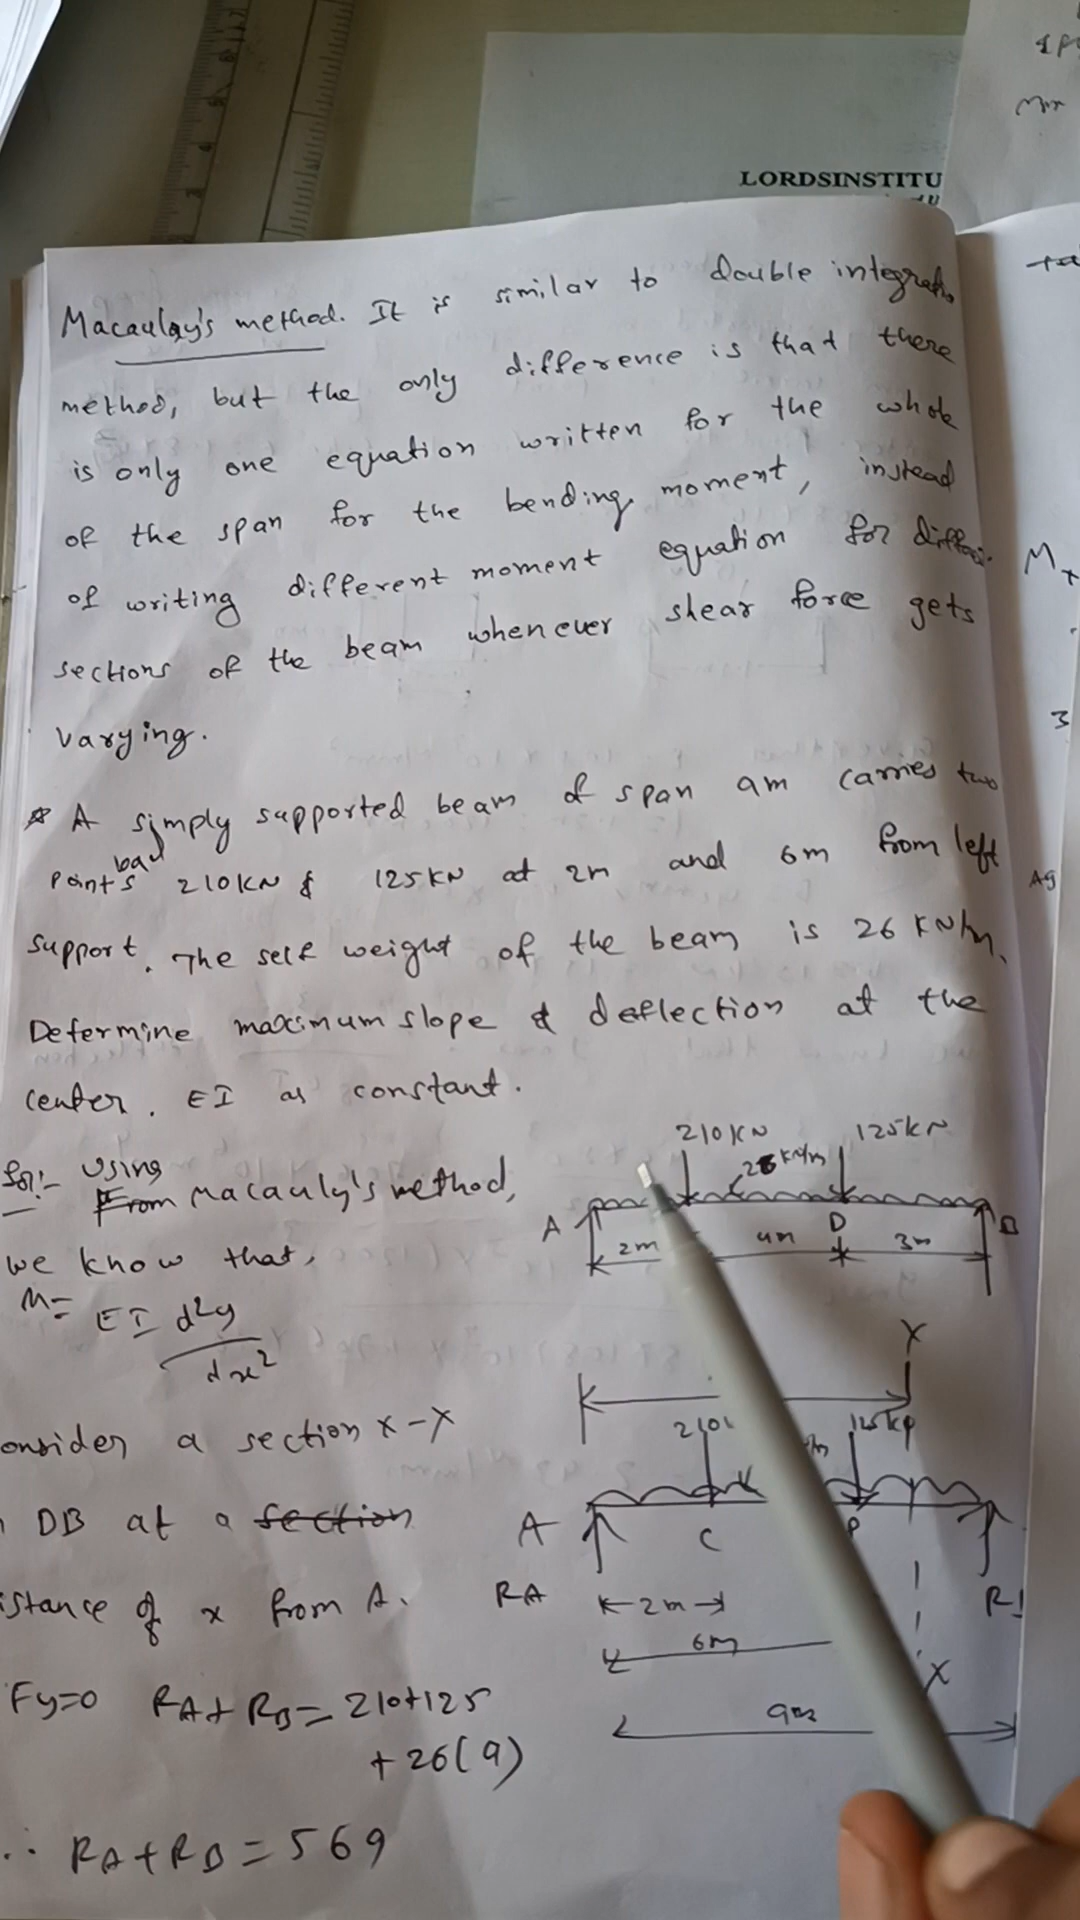 LORDSINSTITU
Macaulay's method. It is similar to double integratio
method, but the only difference is that there
is only one equation written for the whole
of the span for the bending moment, instead
of writing different moment equation for
sections of the beam whenever shear force gets
varying.
* A simply supported beam of span 9m carries two
points load 210KN & 125KN at 2m and 6m from left
support. The self weight of the beam is 26 KN/m.
Determine maximum slope & deflection at the
center. EI as constant.
210KN 125KN
26 KN/m
Sol:- Using
From Macauly's method,
A D B
2m 4m 3m
we know that,
M= EI d²y
dx²
X
onsider a section X-X
210 125 KN
DB at a section
A C D
istance of x from A.
RA 2m
6m
X
Fy=0 RA+RB=210+125
+26(9)
9m
∴ RA+RB=569